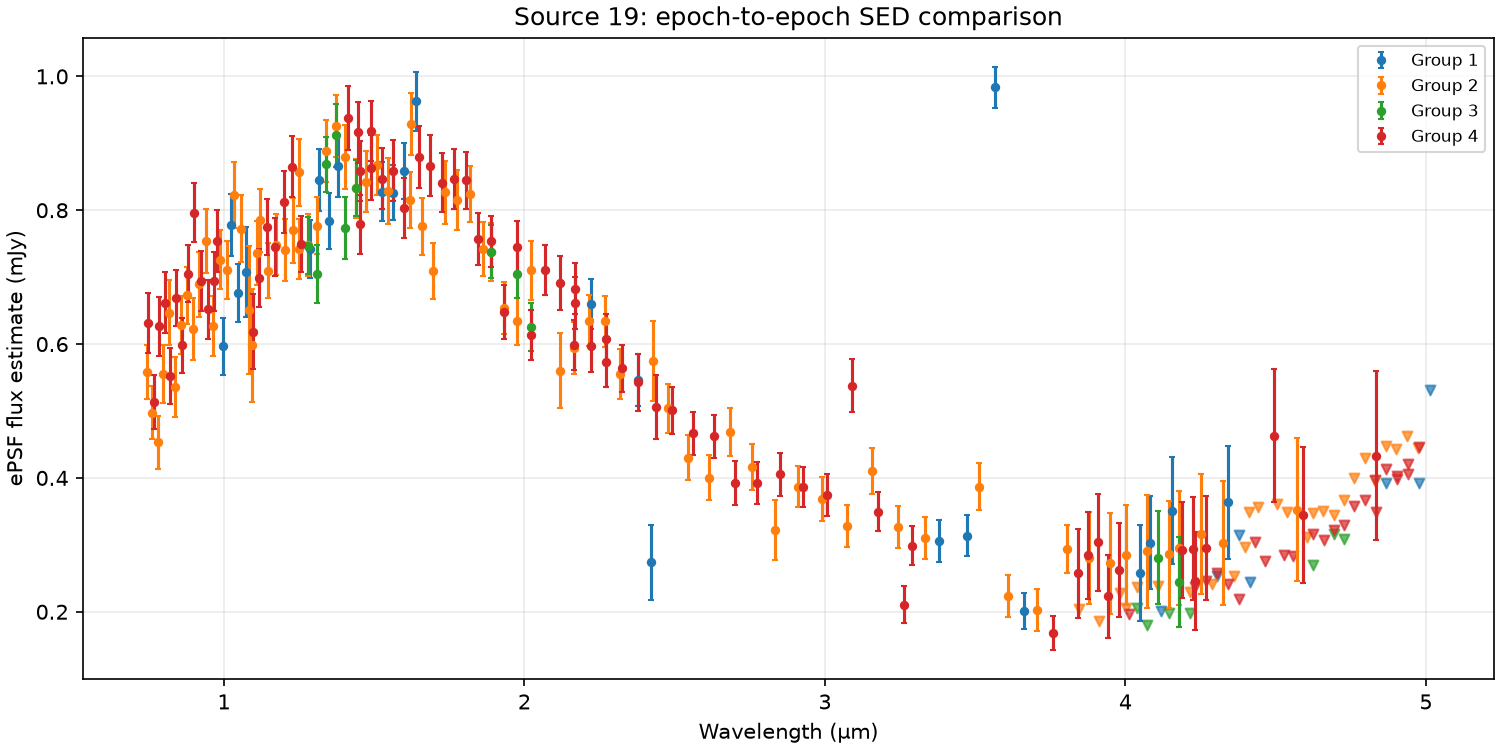 Source 19: epoch-to-epoch SED comparison
ePSF flux estimate (mJy)
1.0
0.8
0.6
0.4
0.2
Group 1
Group 2
Group 3
Group 4
1 2 3 4 5
Wavelength (μm)